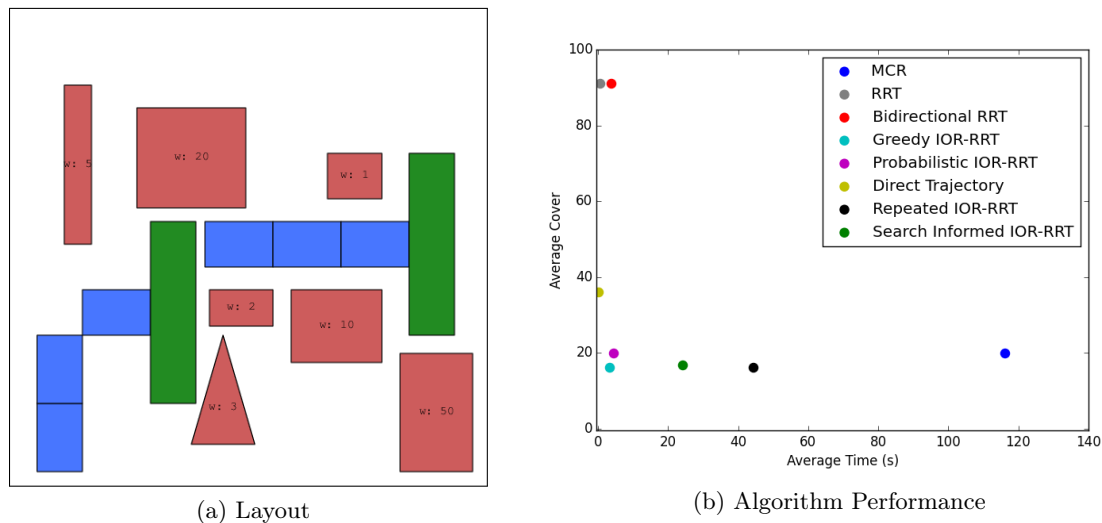 w: 5
w: 20
w: 1
w: 2
w: 10
w: 3
w: 50
(a) Layout
100
80
60
40
20
0
Average Cover
MCR
RRT
Bidirectional RRT
Greedy IOR-RRT
Probabilistic IOR-RRT
Direct Trajectory
Repeated IOR-RRT
Search Informed IOR-RRT
0 20 40 60 80 100 120 140
Average Time (s)
(b) Algorithm Performance